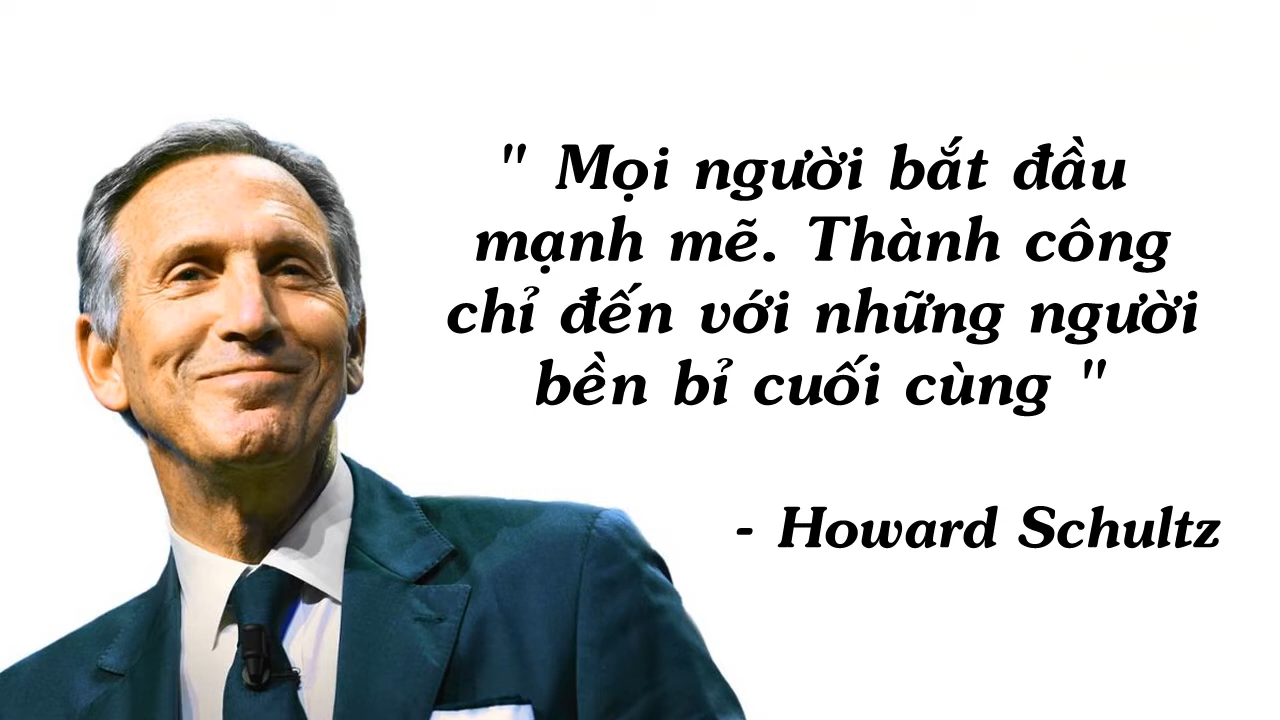 " Mọi người bắt đầu
mạnh mẽ. Thành công
chỉ đến với những người
bền bỉ cuối cùng "
- Howard Schultz